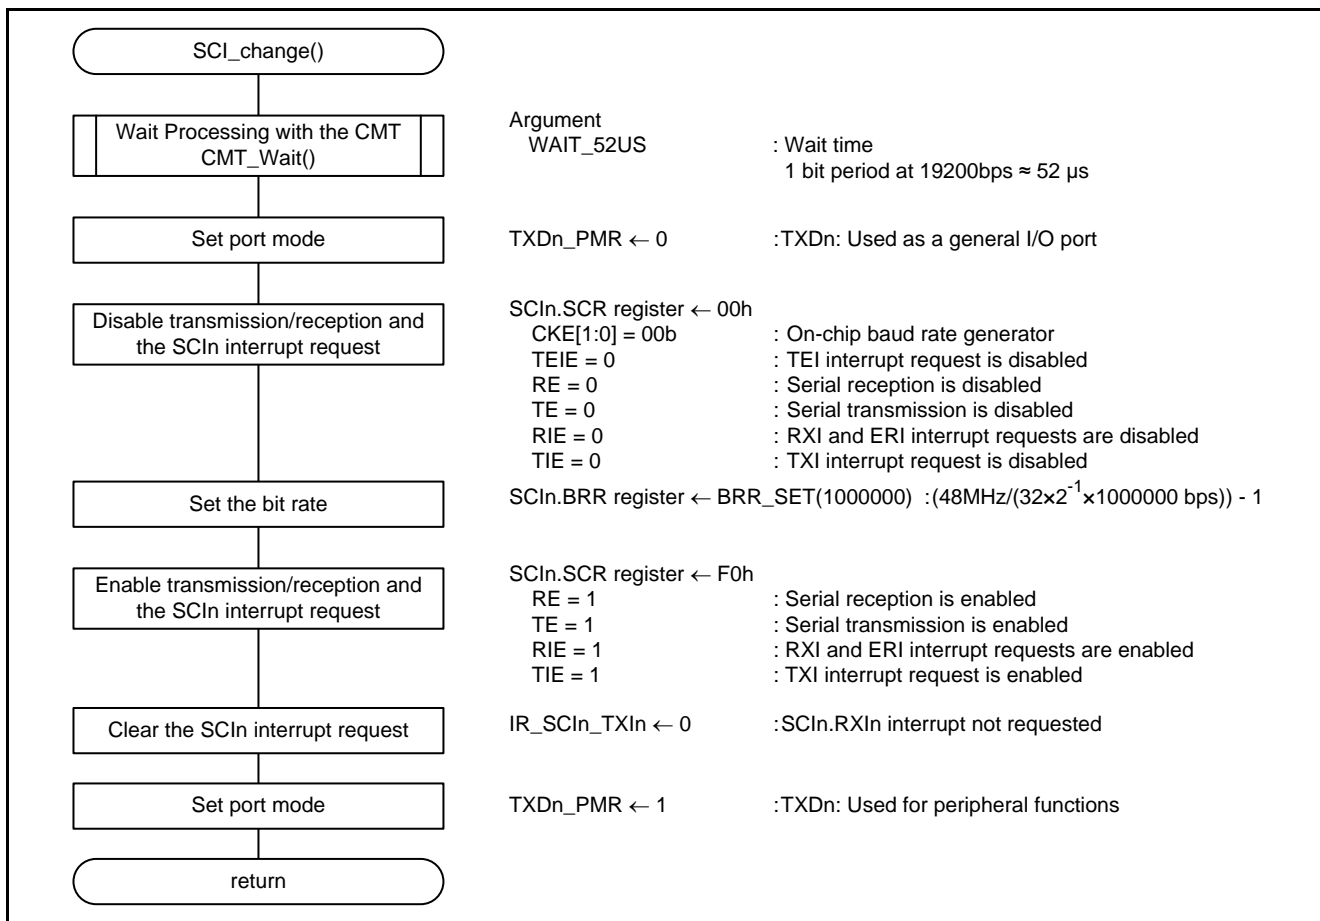 SCI_change()
Wait Processing with the CMT
CMT_Wait()
Argument
WAIT_52US : Wait time
1 bit period at 19200bps ≈ 52 µs
Set port mode
TXDn_PMR ← 0 :TXDn: Used as a general I/O port
Disable transmission/reception and
the SCIn interrupt request
SCIn.SCR register ← 00h
CKE[1:0] = 00b : On-chip baud rate generator
TEIE = 0 : TEI interrupt request is disabled
RE = 0 : Serial reception is disabled
TE = 0 : Serial transmission is disabled
RIE = 0 : RXI and ERI interrupt requests are disabled
TIE = 0 : TXI interrupt request is disabled
Set the bit rate
SCIn.BRR register ← BRR_SET(1000000) :(48MHz/(32×2⁻¹×1000000 bps)) - 1
Enable transmission/reception and
the SCIn interrupt request
SCIn.SCR register ← F0h
RE = 1 : Serial reception is enabled
TE = 1 : Serial transmission is enabled
RIE = 1 : RXI and ERI interrupt requests are enabled
TIE = 1 : TXI interrupt request is enabled
Clear the SCIn interrupt request
IR_SCIn_TXIn ← 0 :SCIn.RXIn interrupt not requested
Set port mode
TXDn_PMR ← 1 :TXDn: Used for peripheral functions
return